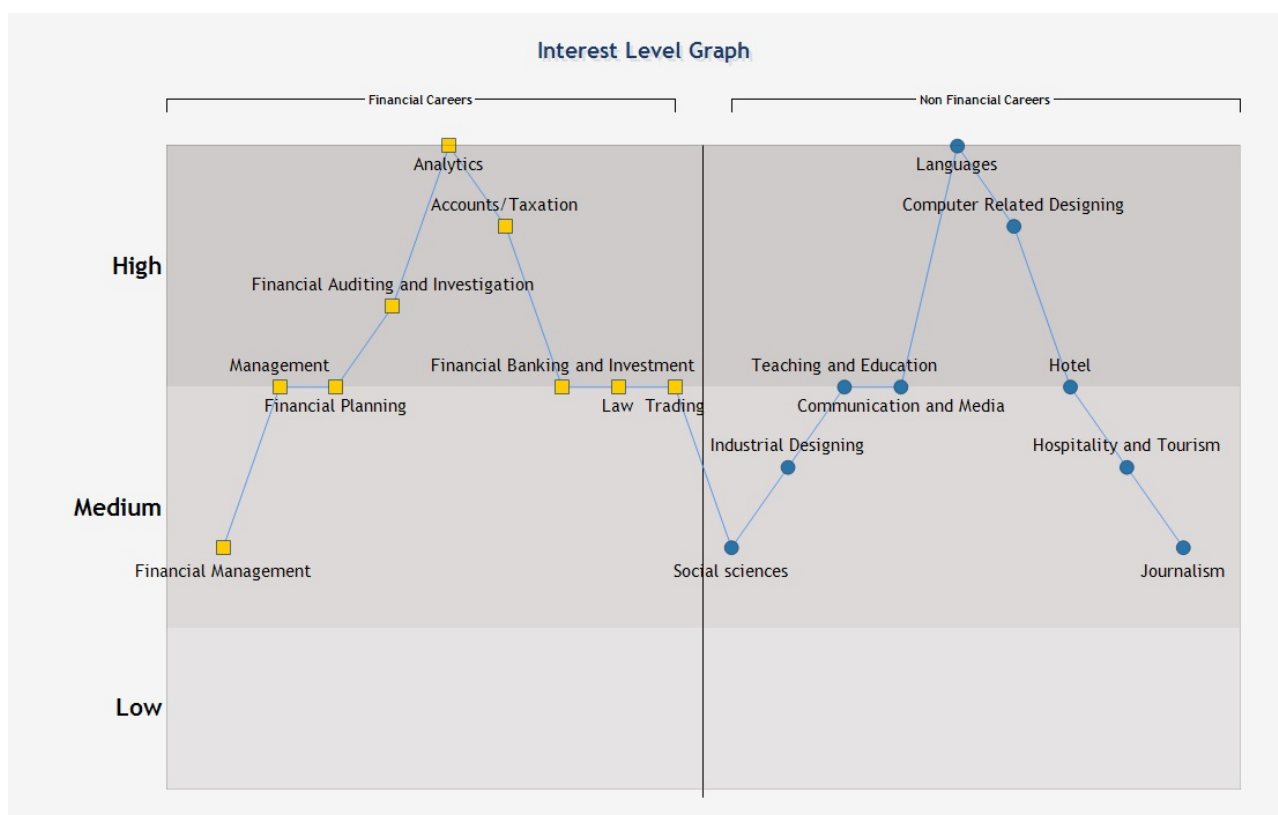 Interest Level Graph
Financial Careers
Non Financial Careers
Analytics
Languages
Accounts/Taxation
Computer Related Designing
High
Financial Auditing and Investigation
Management
Financial Banking and Investment
Teaching and Education
Hotel
Financial Planning
Law
Trading
Communication and Media
Industrial Designing
Hospitality and Tourism
Medium
Financial Management
Social sciences
Journalism
Low